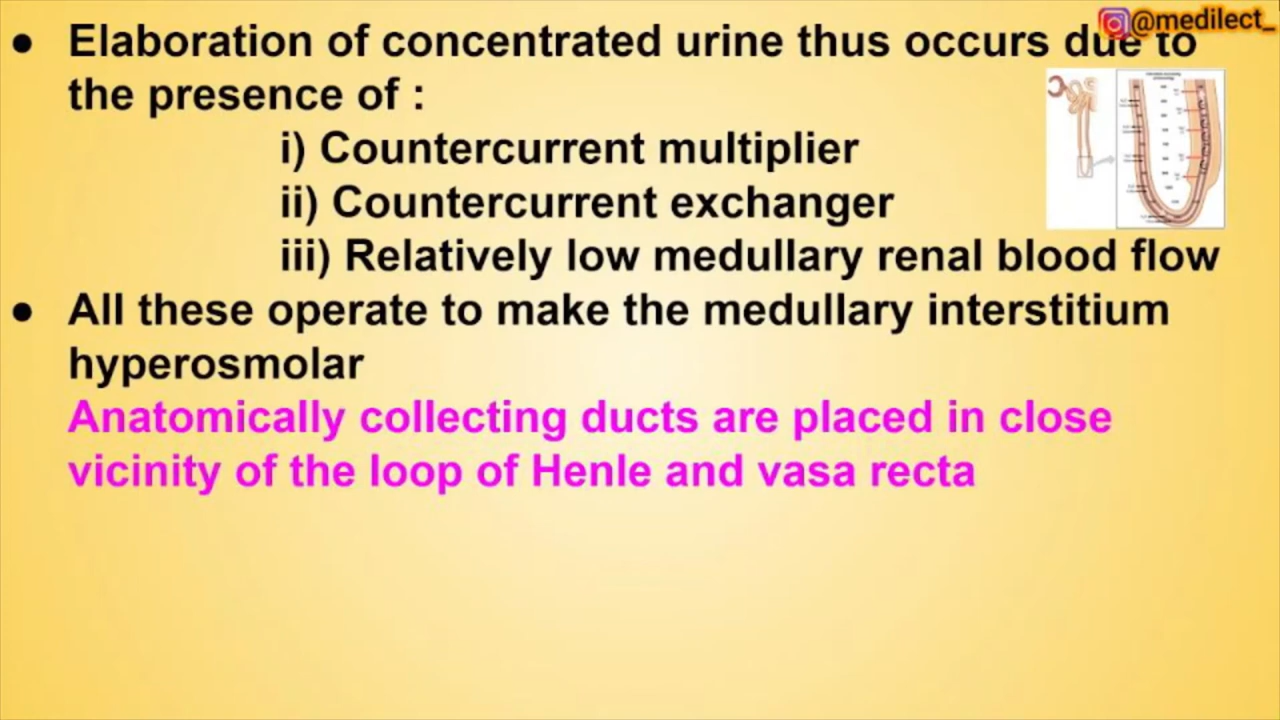 @medilect_
● Elaboration of concentrated urine thus occurs due to
the presence of :
i) Countercurrent multiplier
ii) Countercurrent exchanger
iii) Relatively low medullary renal blood flow
● All these operate to make the medullary interstitium
hyperosmolar
Anatomically collecting ducts are placed in close
vicinity of the loop of Henle and vasa recta